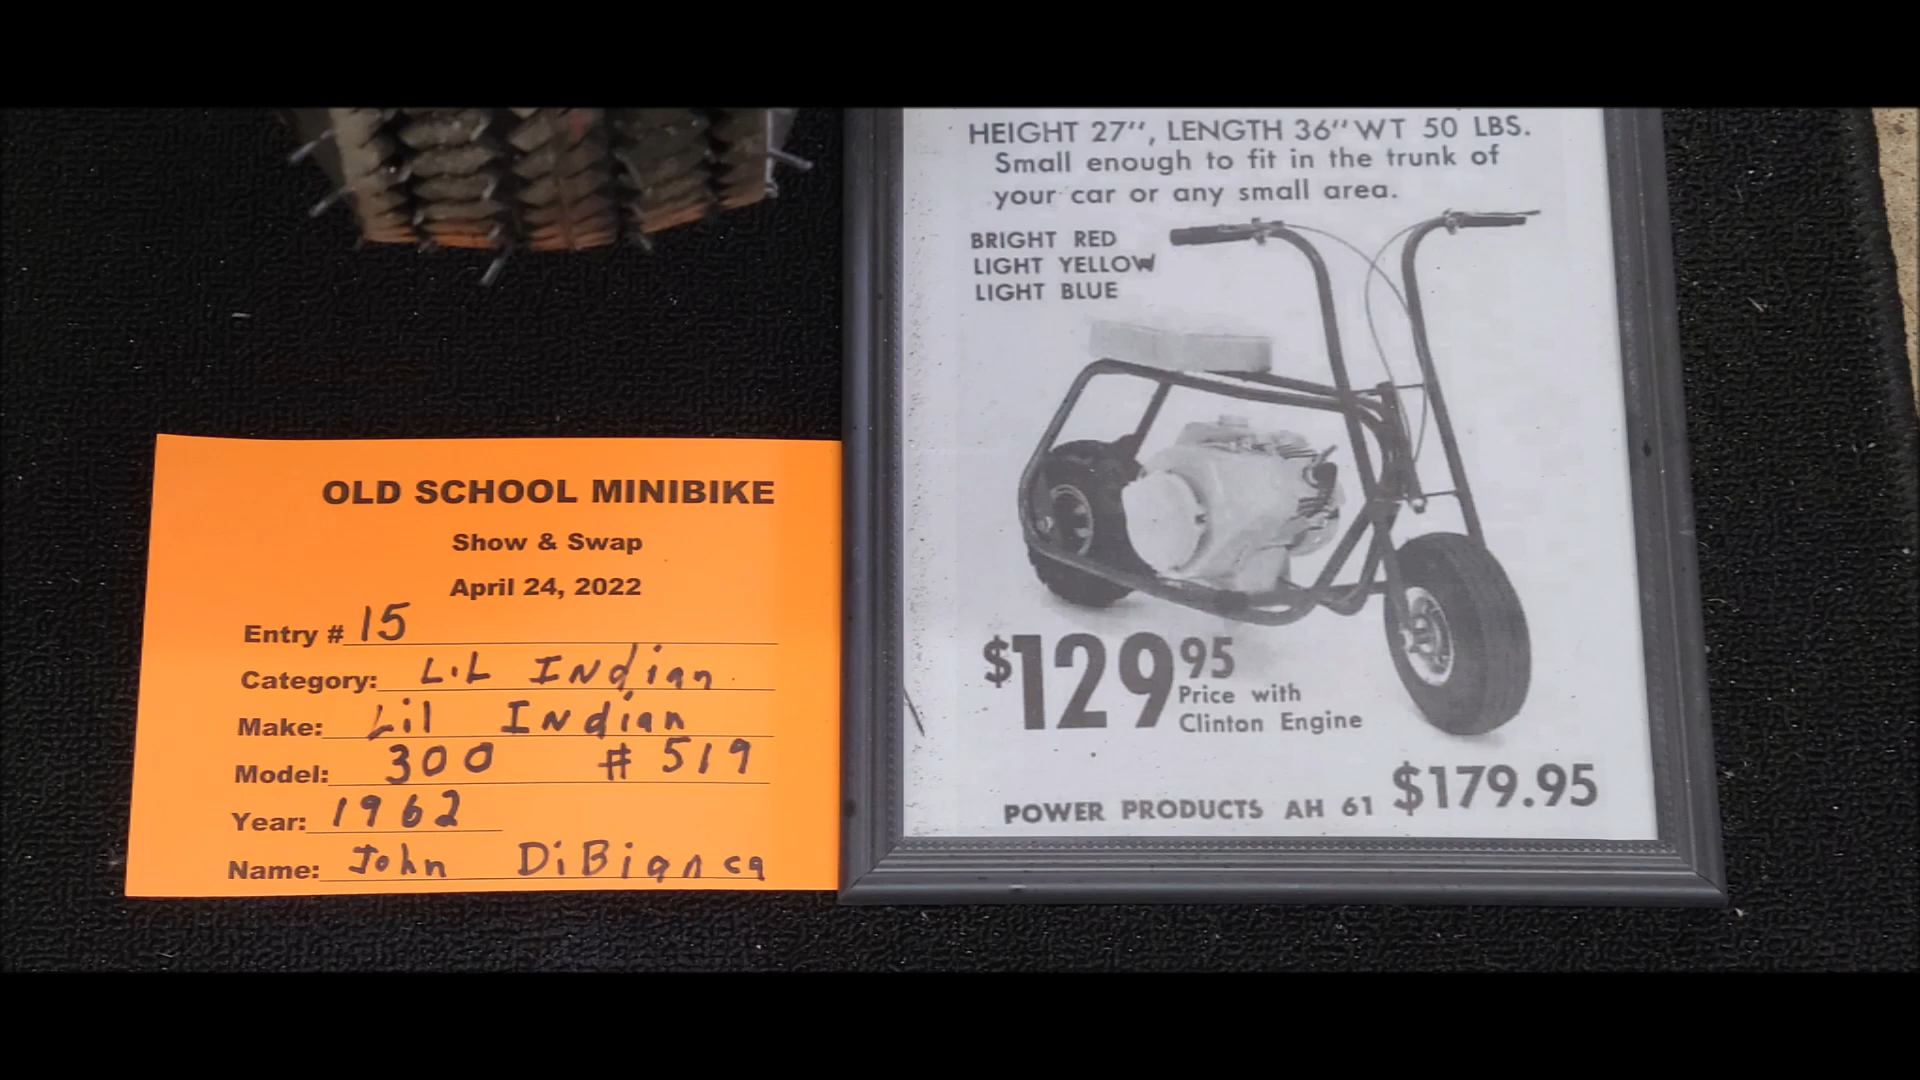 OLD SCHOOL MINIBIKE
Show & Swap
April 24, 2022
Entry # 15
Category: Lil Indian
Make: Lil Indian
Model: 300 # 519
Year: 1962
Name: John DiBianca
HEIGHT 27", LENGTH 36" WT 50 LBS.
Small enough to fit in the trunk of
your car or any small area.
BRIGHT RED
LIGHT YELLOW
LIGHT BLUE
$129 95
Price with
Clinton Engine
POWER PRODUCTS AH 61 $179.95